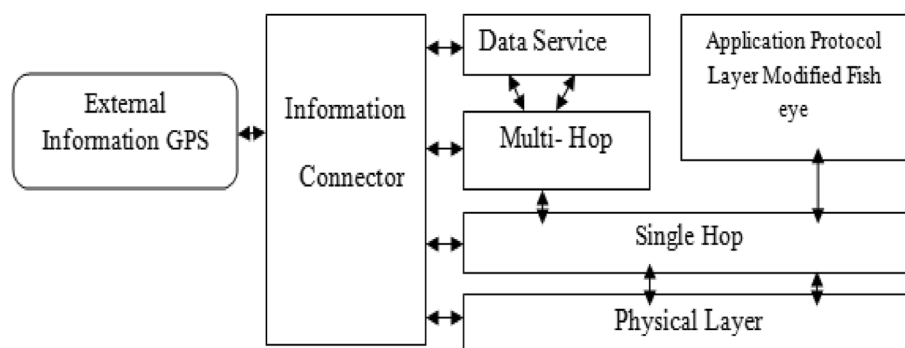 External
Information GPS
Information
Connector
Data Service
Multi- Hop
Application Protocol
Layer Modified Fish
eye
Single Hop
Physical Layer